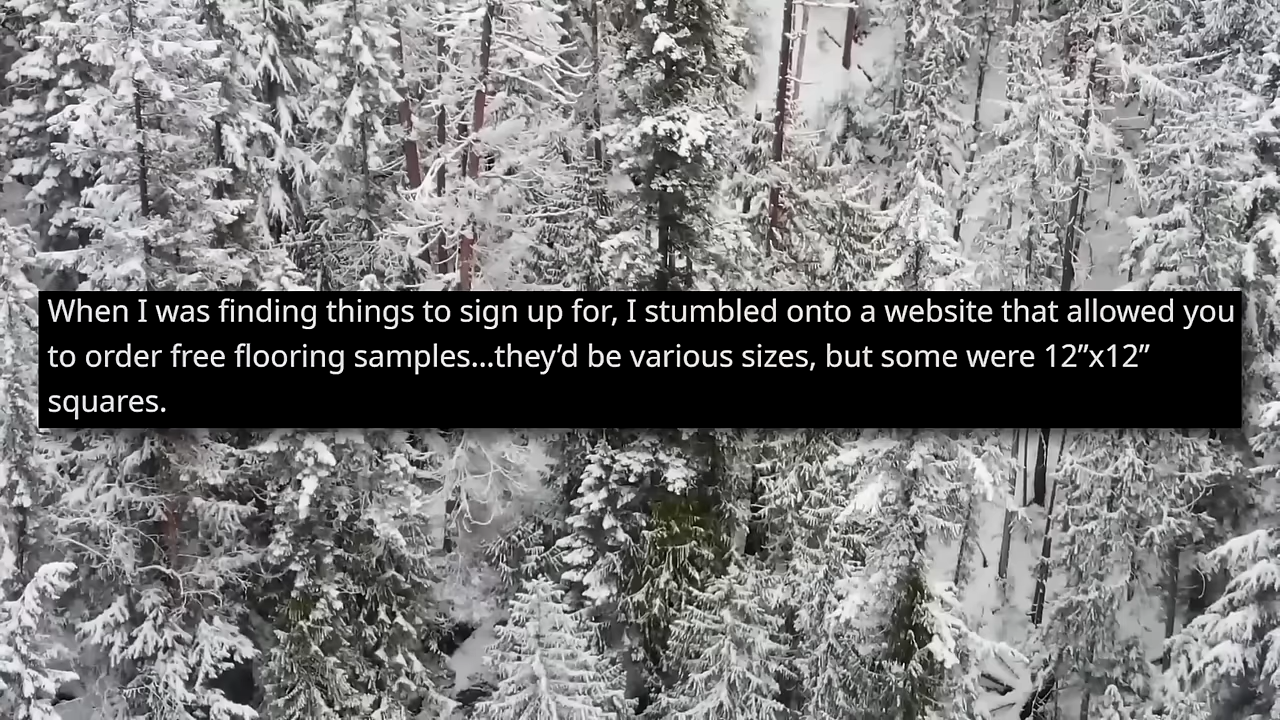 When I was finding things to sign up for, I stumbled onto a website that allowed you
to order free flooring samples...they’d be various sizes, but some were 12”x12”
squares.